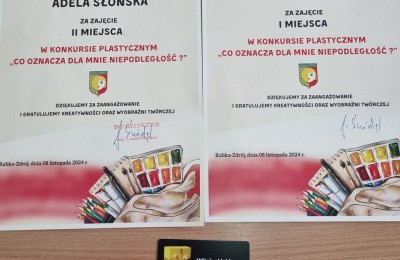 ADELA SŁOŃSKA
ZA ZAJĘCIE
II MIEJSCA
W KONKURSIE PLASTYCZNYM
„CO OZNACZA DLA MNIE NIEPODLEGŁOŚĆ ?”
DZIĘKUJEMY ZA ZAANGAŻOWANIE
I GRATULUJEMY KREATYWNOŚCI ORAZ WYOBRAŹNI TWÓRCZEJ
Rabka-Zdrój, dnia 08 listopada 2024 r.
ZA ZAJĘCIE
I MIEJSCA
W KONKURSIE PLASTYCZNYM
„CO OZNACZA DLA MNIE NIEPODLEGŁOŚĆ ?”
DZIĘKUJEMY ZA ZAANGAŻOWANIE
I GRATULUJEMY KREATYWNOŚCI ORAZ WYOBRAŹNI TWÓRCZEJ
Rabka-Zdrój, dnia 08 listopada 2024 r.